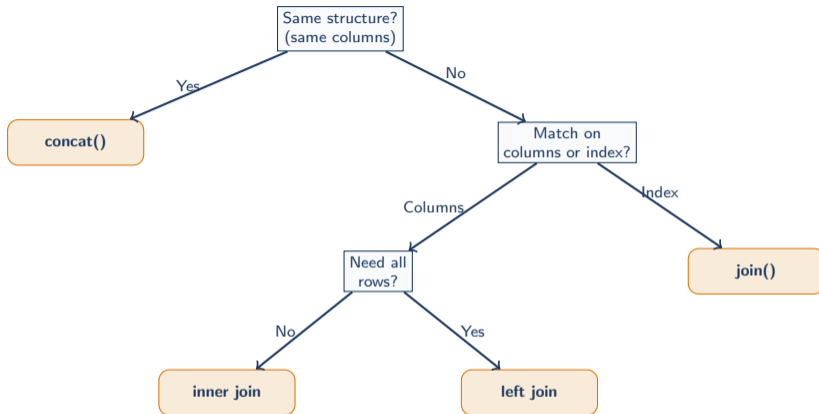 Same structure?
(same columns)
Yes
No
concat()
Match on
columns or index?
Columns
Index
Need all
rows?
join()
No
Yes
inner join
left join